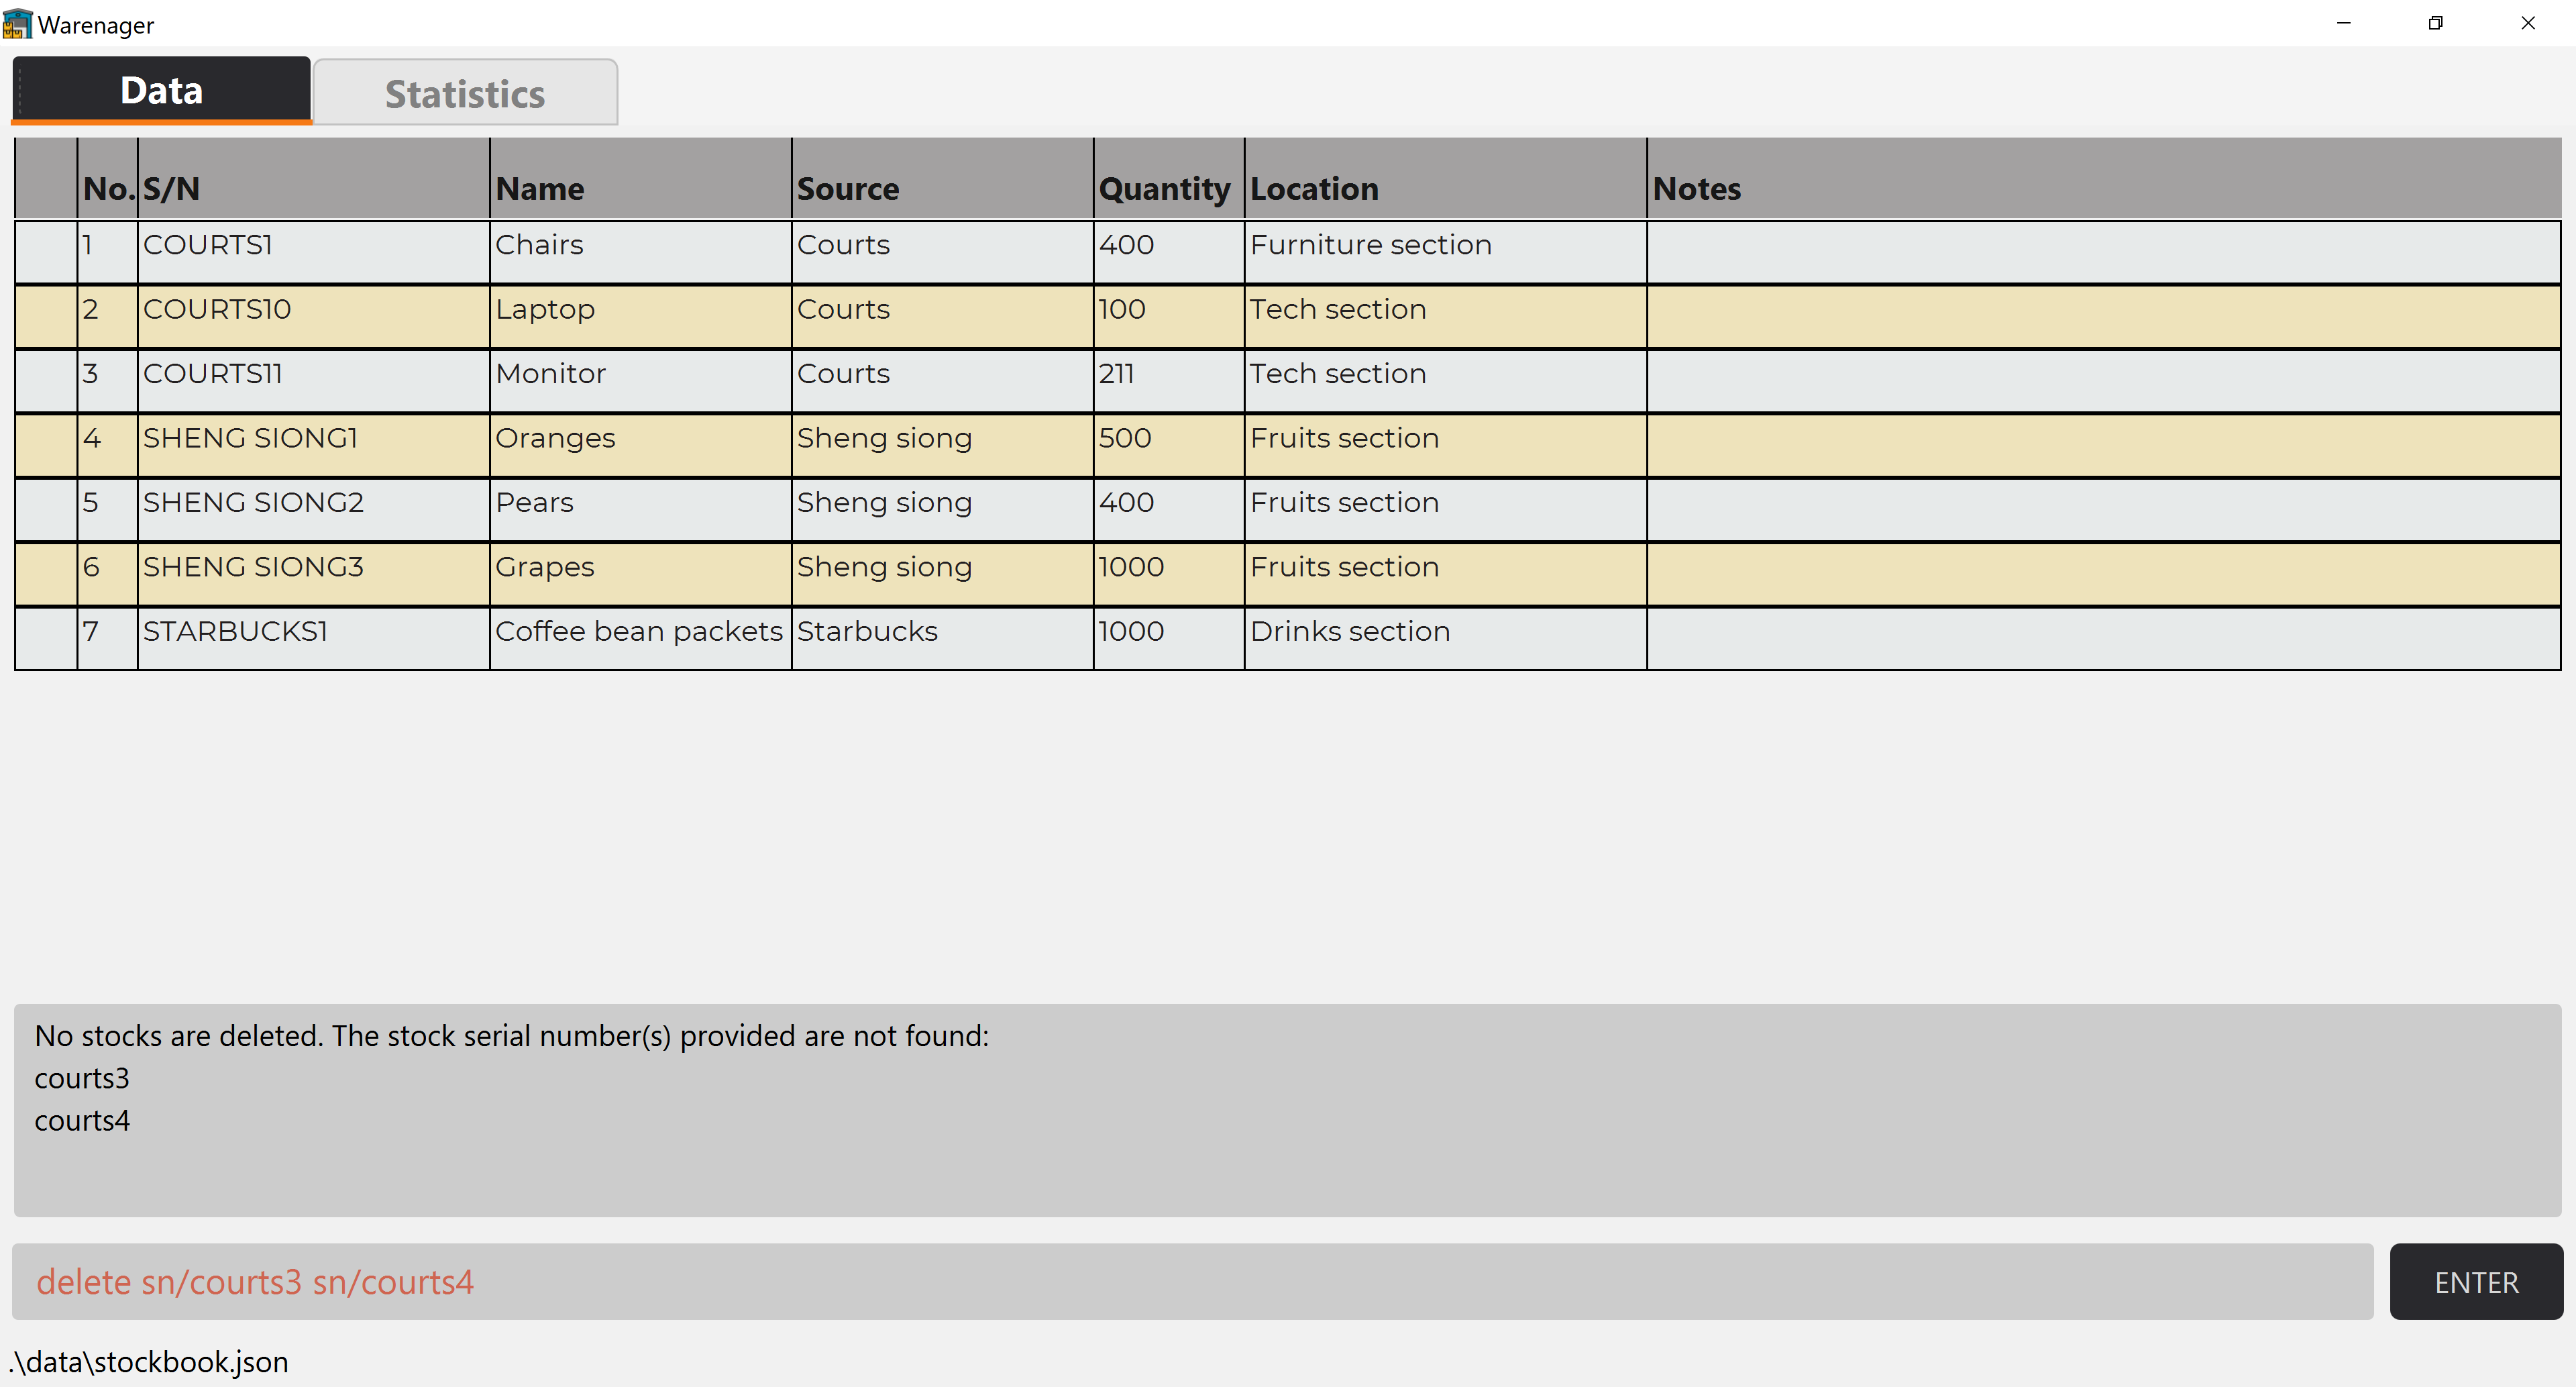 Warenager
Data Statistics
No. S/N Name Source Quantity Location Notes
1 COURTS1 Chairs Courts 400 Furniture section
2 COURTS10 Laptop Courts 100 Tech section
3 COURTS11 Monitor Courts 211 Tech section
4 SHENG SIONG1 Oranges Sheng siong 500 Fruits section
5 SHENG SIONG2 Pears Sheng siong 400 Fruits section
6 SHENG SIONG3 Grapes Sheng siong 1000 Fruits section
7 STARBUCKS1 Coffee bean packets Starbucks 1000 Drinks section
No stocks are deleted. The stock serial number(s) provided are not found:
courts3
courts4
delete sn/courts3 sn/courts4 ENTER
.\data\stockbook.json